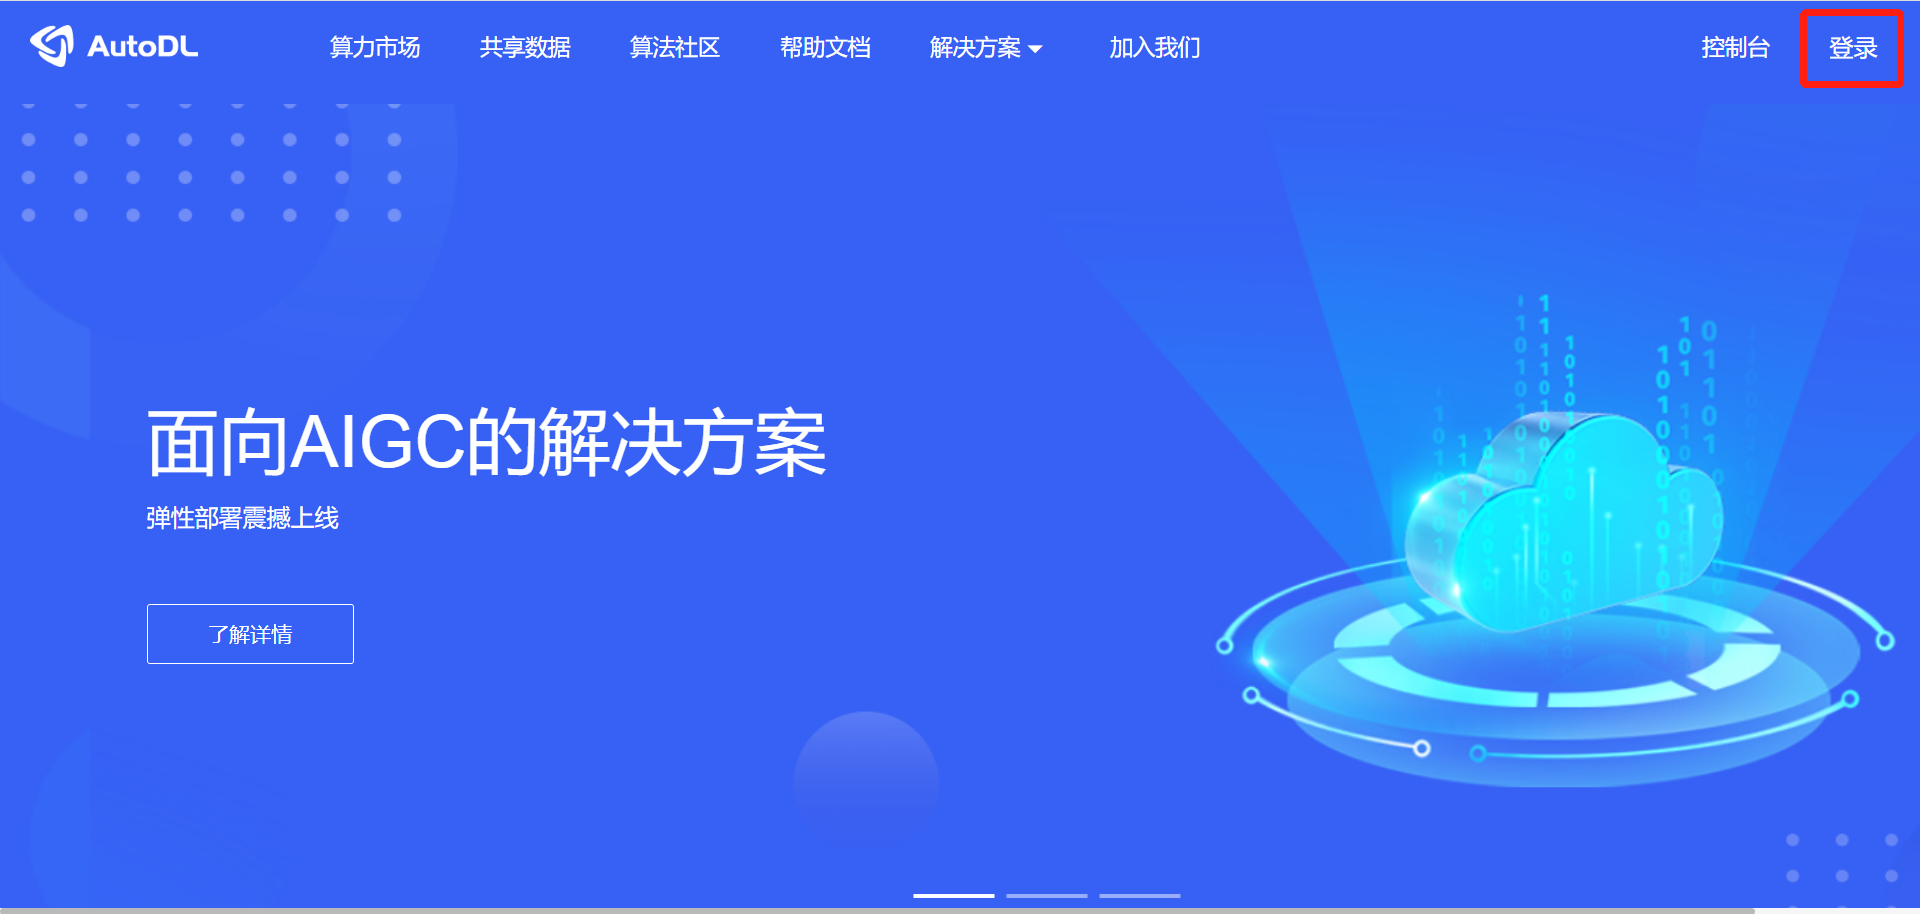 AutoDL 算力市场 共享数据 算法社区 帮助文档 解决方案 加入我们 控制台 登录
面向AIGC的解决方案
弹性部署震撼上线
了解详情